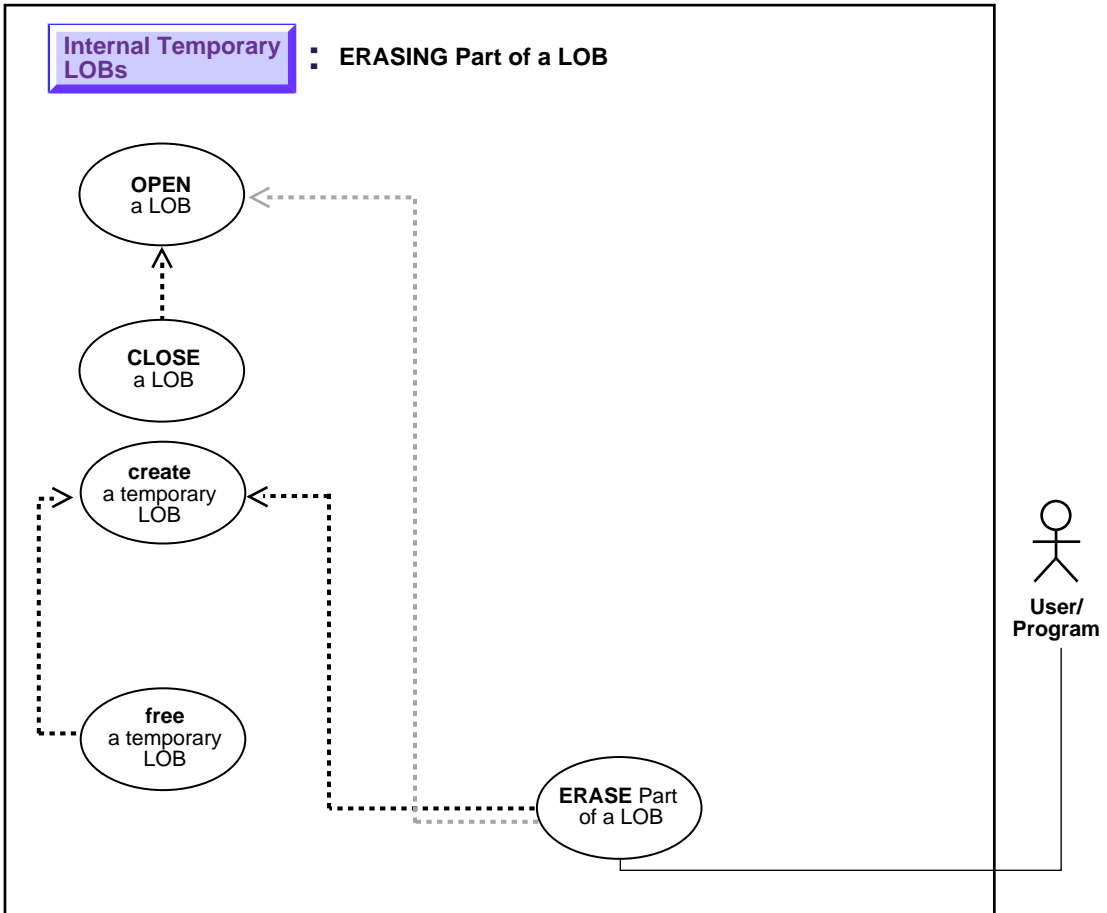 Internal Temporary
LOBs
: ERASING Part of a LOB
OPEN
a LOB
CLOSE
a LOB
create
a temporary
LOB
User/
Program
free
a temporary
LOB
ERASE Part
of a LOB